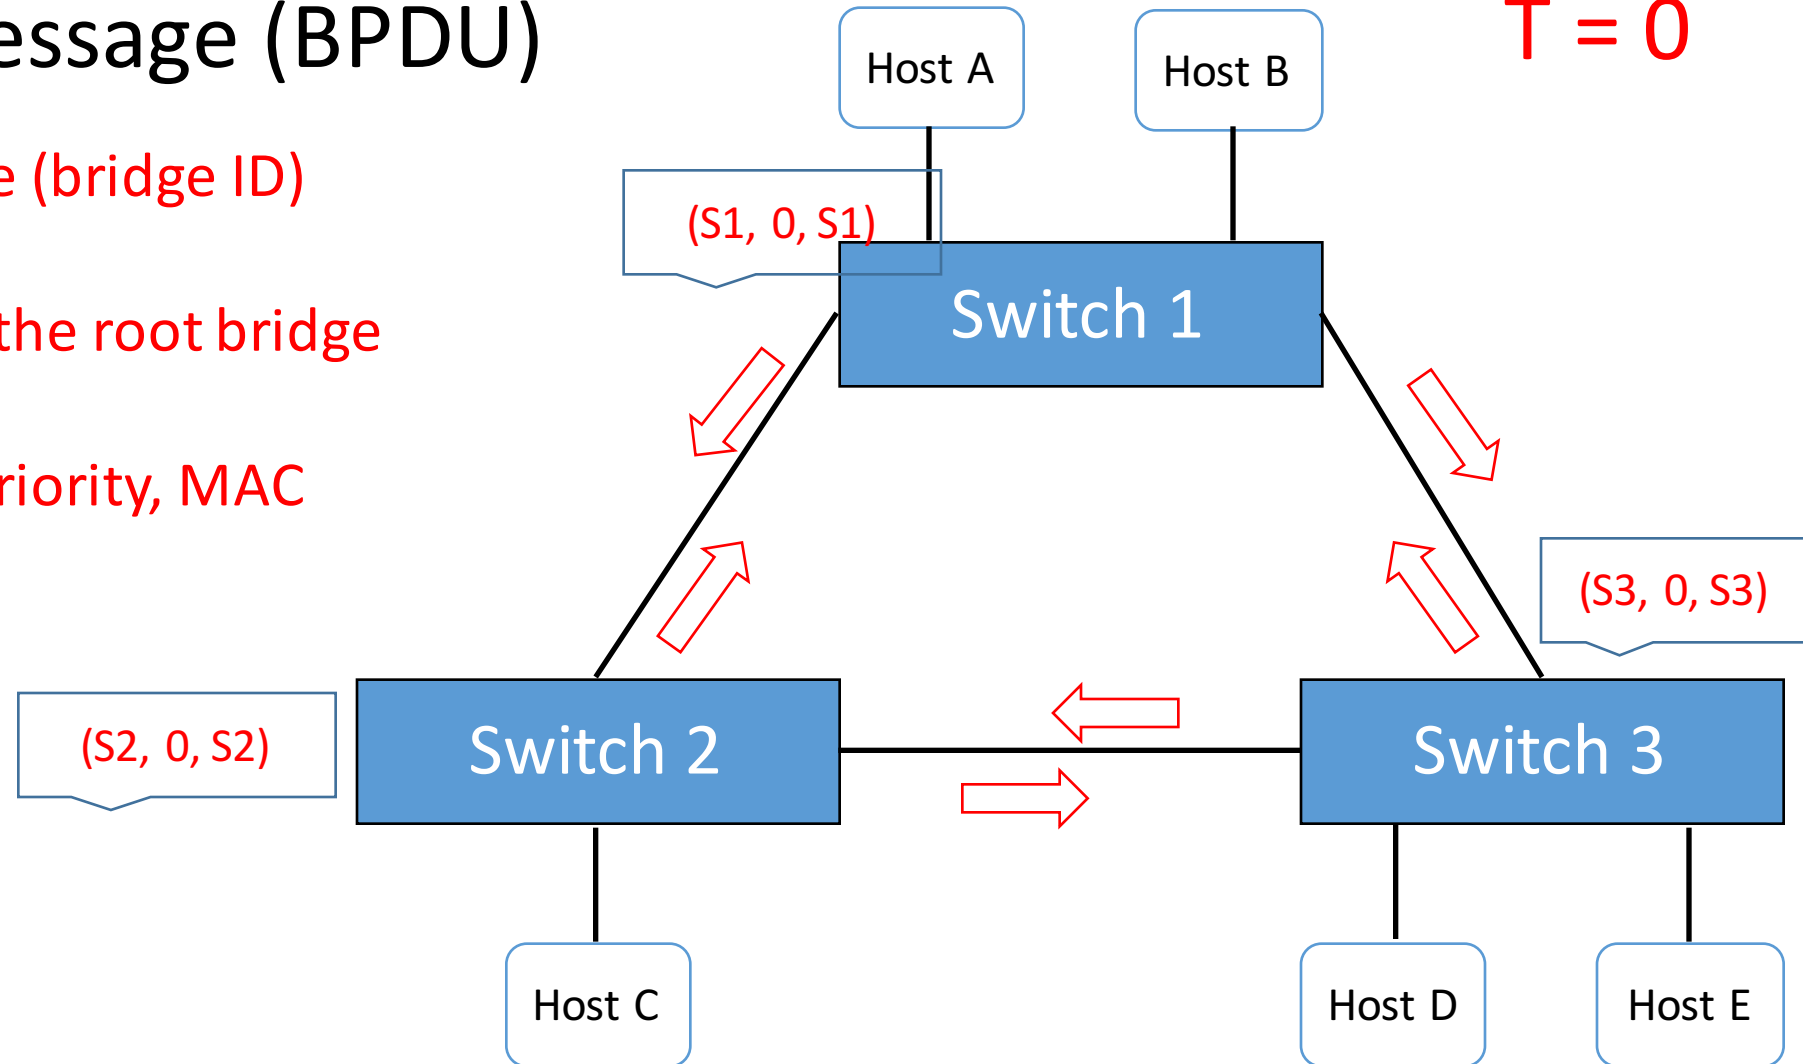 essage (BPDU)
T = 0
e (bridge ID)
the root bridge
riority, MAC
Host A
Host B
(S1, 0, S1)
Switch 1
(S3, 0, S3)
(S2, 0, S2)
Switch 2
Switch 3
Host C
Host D
Host E